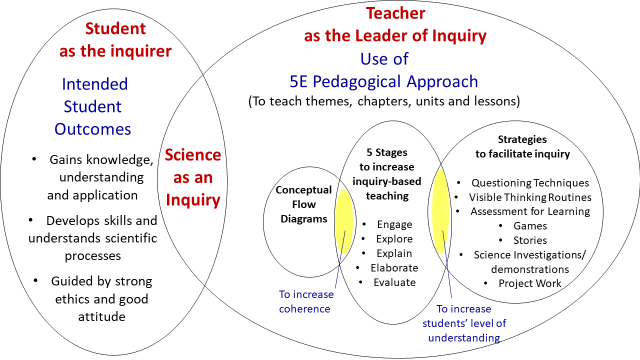 Student
as the inquirer
Intended
Student
Outcomes
• Gains knowledge,
understanding
and application
• Develops skills and
understands scientific
processes
• Guided by strong
ethics and good
attitude
Science
as an
Inquiry
Teacher
as the Leader of Inquiry
Use of
5E Pedagogical Approach
(To teach themes, chapters, units and lessons)
Conceptual
Flow
Diagrams
To increase
coherence
5 Stages
to increase
inquiry-based
teaching
• Engage
• Explore
• Explain
• Elaborate
• Evaluate
Strategies
to facilitate inquiry
• Questioning Techniques
• Visible Thinking Routines
• Assessment for Learning
• Games
• Stories
• Science Investigations/
demonstrations
• Project Work
To increase
students’ level of
understanding